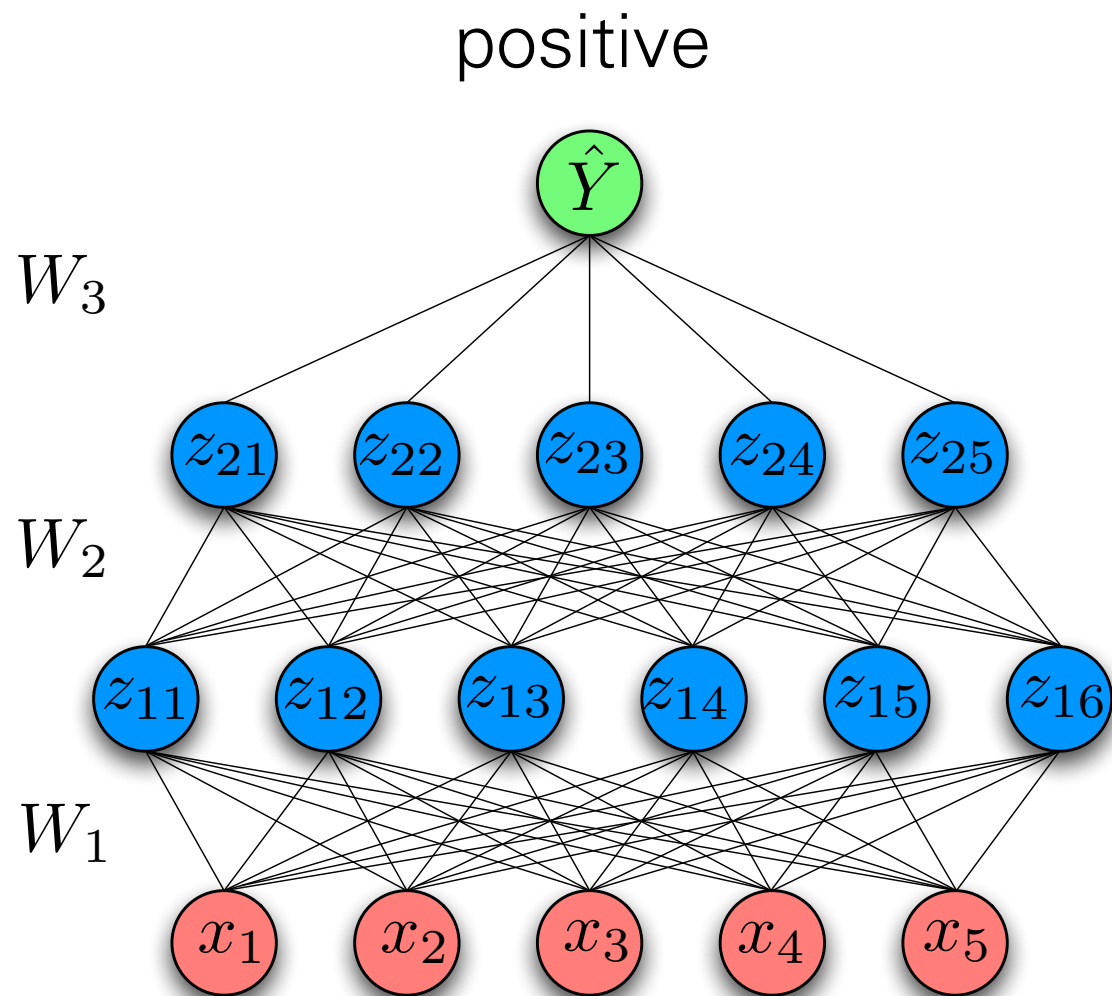 positive
Ŷ
W₃
z₂₁ z₂₂ z₂₃ z₂₄ z₂₅
W₂
z₁₁ z₁₂ z₁₃ z₁₄ z₁₅ z₁₆
W₁
x₁ x₂ x₃ x₄ x₅